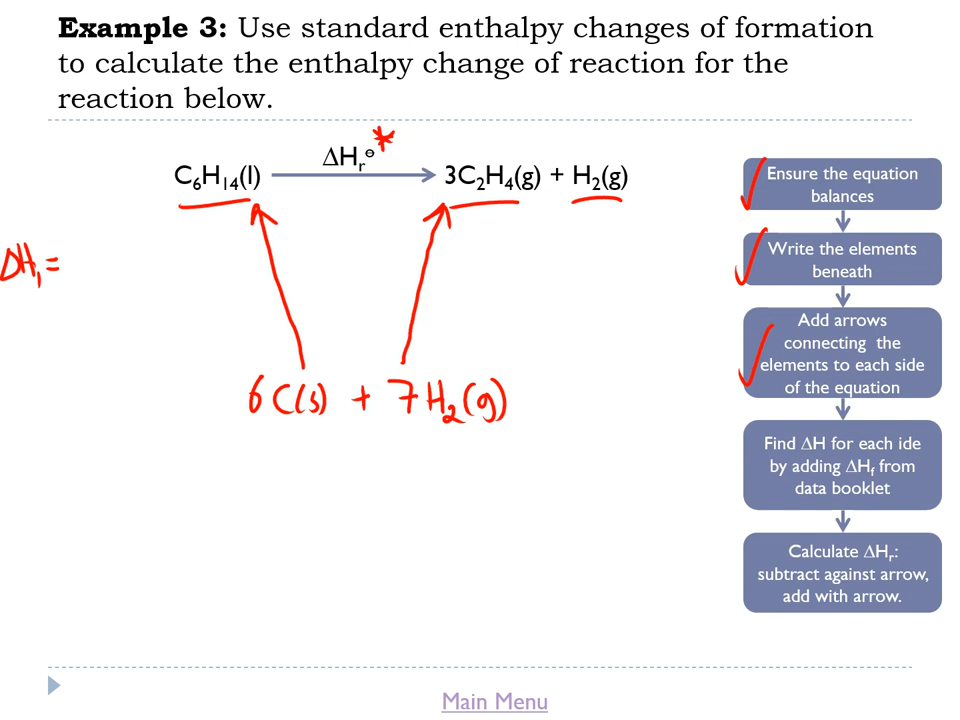 Example 3: Use standard enthalpy changes of formation
to calculate the enthalpy change of reaction for the
reaction below.
ΔHr⦵ *
C₆H₁₄(l) → 3C₂H₄(g) + H₂(g)
ΔH₁ =
6C(s) + 7H₂(g)
Ensure the equation
balances
Write the elements
beneath
Add arrows
connecting the
elements to each side
of the equation
Find ΔH for each ide
by adding ΔHf from
data booklet
Calculate ΔHr:
subtract against arrow,
add with arrow.
Main Menu